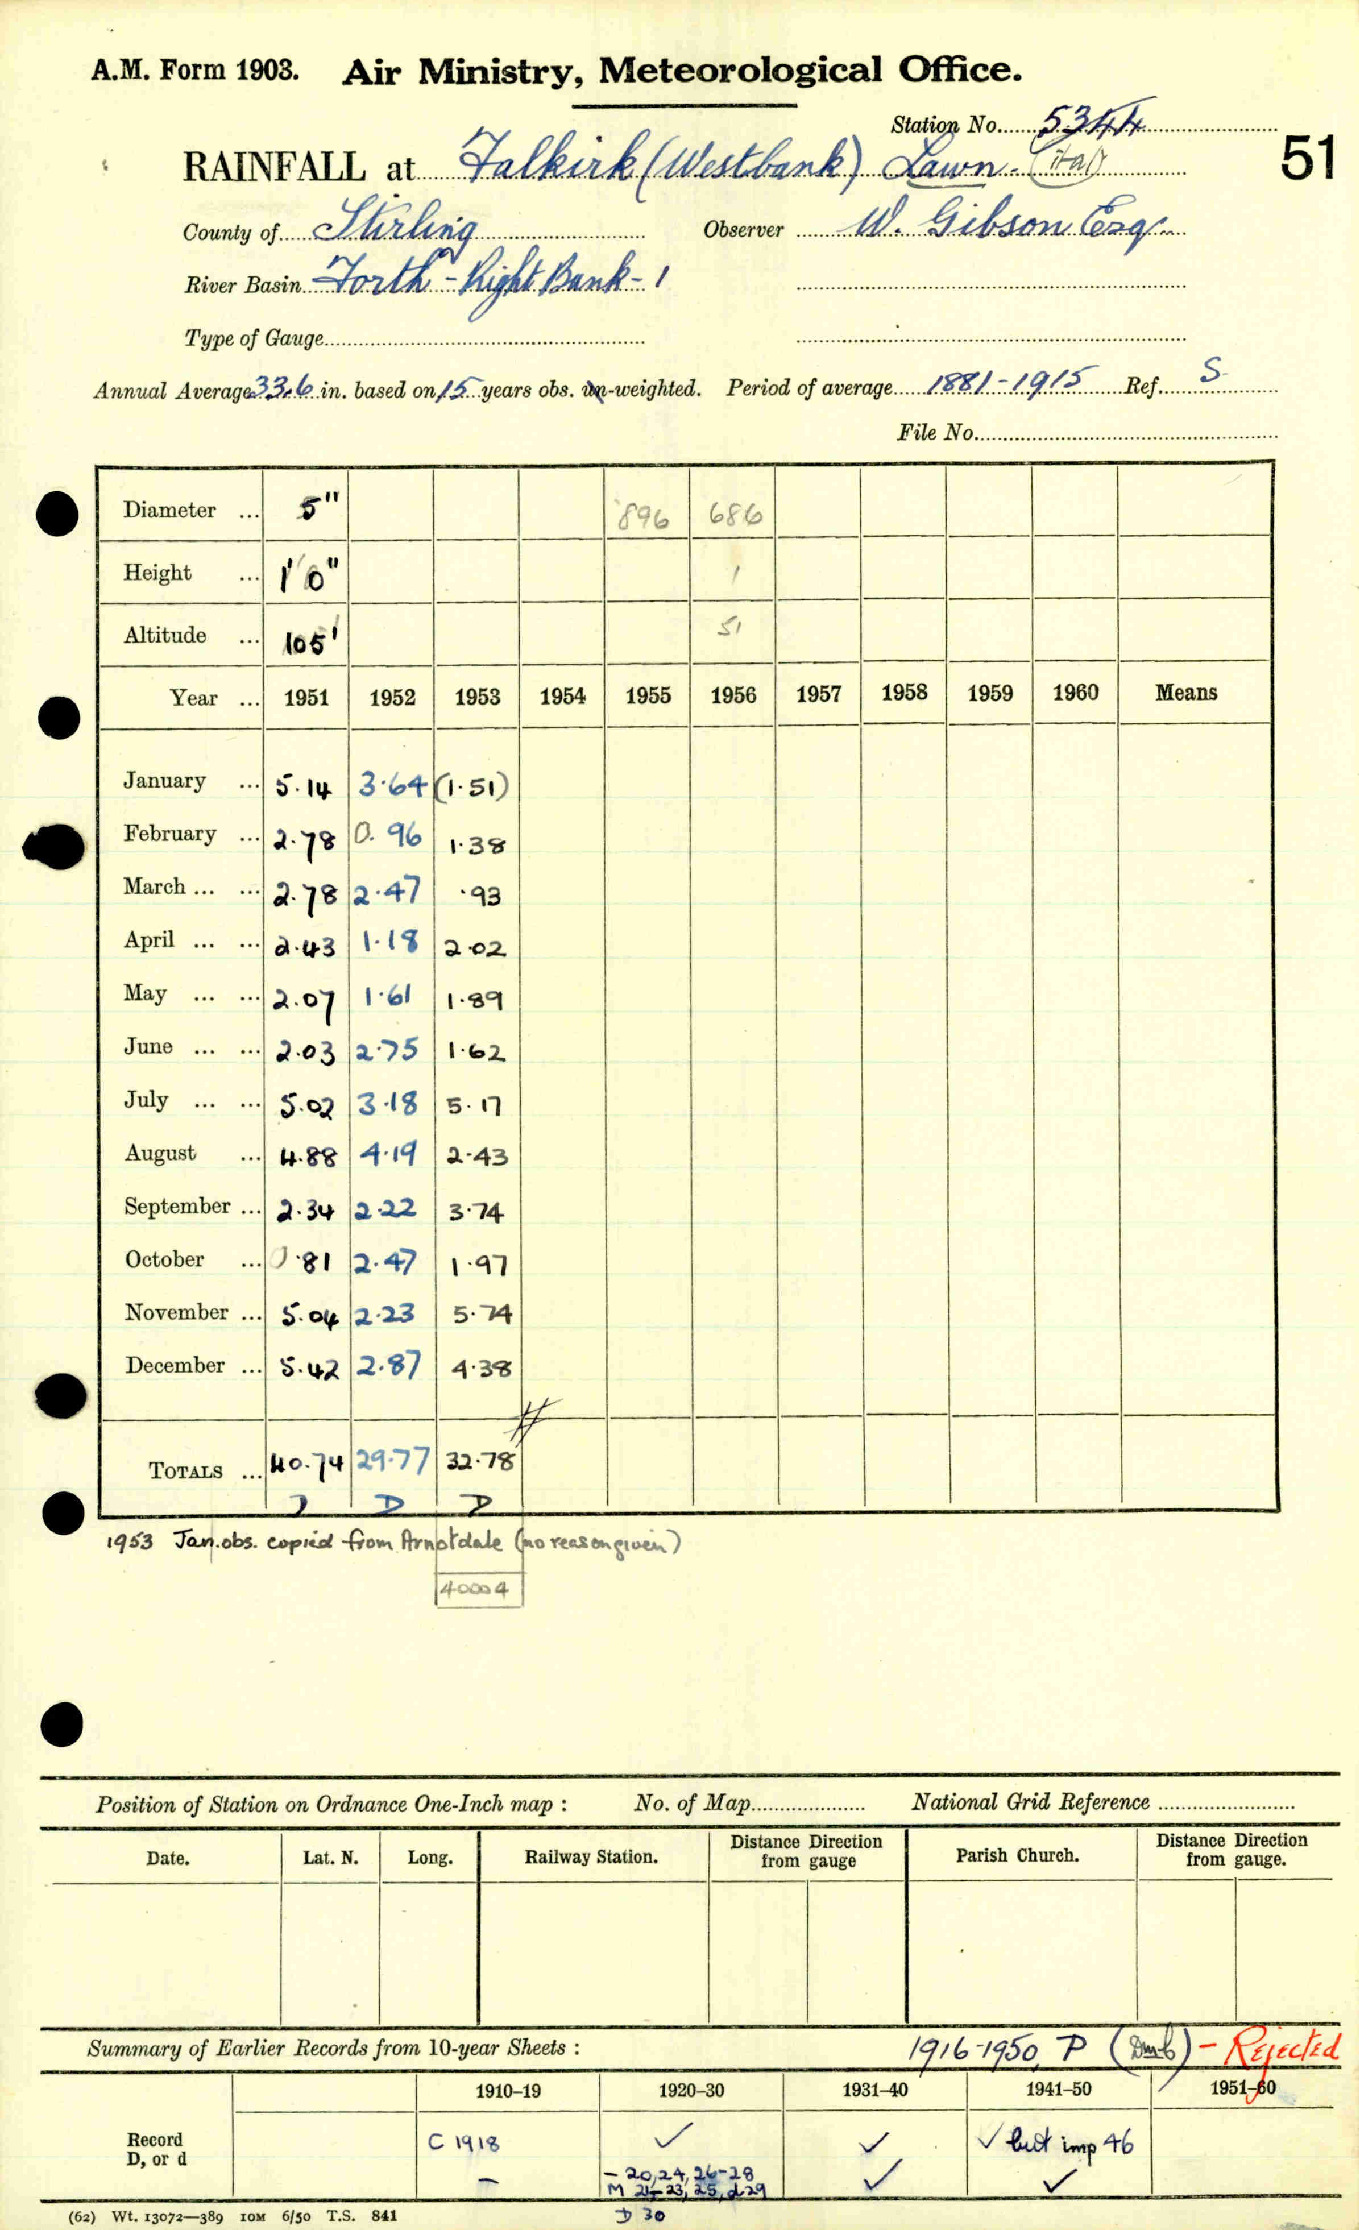 A.M. Form 1903. Air Ministry, Meteorological Office.
Station No. 5344
51
RAINFALL at Falkirk (Westbank) Lawn.
County of Stirling Observer W. Gibson Esq.
River Basin Forth - Right Bank - 1
Type of Gauge
Annual Average 33.6 in. based on 15 years obs. un-weighted. Period of average 1881-1915 Ref. S
File No.
Diameter ... 5" 896 686
Height ... 1' 0" 1
Altitude ... 105' 51
Year ... 1951 1952 1953 1954 1955 1956 1957 1958 1959 1960 Means
January ... 5.14 3.64 (1.51)
February ... 2.78 0.96 1.38
March ... ... 2.78 2.47 .93
April ... ... 2.43 1.18 2.02
May ... ... 2.07 1.61 1.89
June ... ... 2.03 2.75 1.62
July ... ... 5.02 3.18 5.17
August ... 4.88 4.19 2.43
September ... 2.34 2.22 3.74
October ... 0.81 2.47 1.97
November ... 5.04 2.23 5.74
December ... 5.42 2.87 4.38
TOTALS ... 40.74 29.77 32.78
D D D
1953 Jan. obs. copied from Arnotdale (no reason given)
40004
Position of Station on Ordnance One-Inch map : No. of Map National Grid Reference
Date. Lat. N. Long. Railway Station. Distance Direction from gauge Parish Church. Distance Direction from gauge.
Summary of Earlier Records from 10-year Sheets : 1916-1950, P - Rejected
1910–19 1920–30 1931–40 1941–50 1951–60
Record C 1918 ✓ ✓ ✓ but imp 46
D, or d – – 20, 24, 26-28 ✓ ✓
M 21-23, 25, d 29
D 30
(62) Wt. 13072—389 10M 6/50 T.S. 841